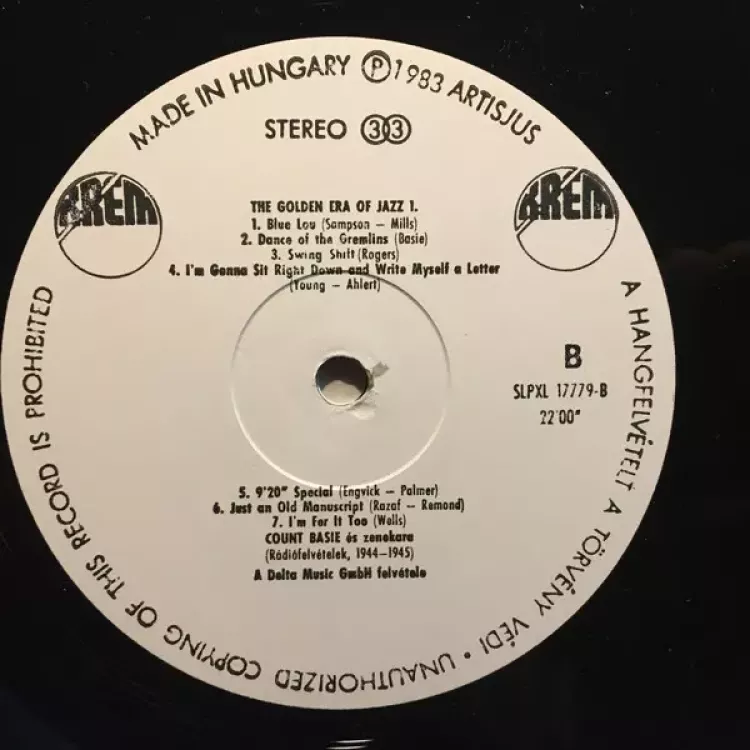 MADE IN HUNGARY Ⓟ 1983 ARTISJUS
STEREO 33
KRÉM
KRÉM
THE GOLDEN ERA OF JAZZ 1.
1. Blue Lou (Sampson – Mills)
2. Dance of the Gremlins (Basie)
3. Swing Shift (Rogers)
4. I'm Gonna Sit Right Down and Write Myself a Letter
(Young – Ahlert)
B
SLPXL 17779-B
22'00"
5. 9'20" Special (Engvick – Palmer)
6. Just an Old Manuscript (Razaf – Remond)
7. I'm For It Too (Wells)
COUNT BASIE és zenekara
(Rádiófelvételek, 1944–1945)
A Delta Music GmbH felvétele
A HANGFELVÉTELT A TÖRVÉNY VÉDI • UNAUTHORIZED COPYING OF THIS RECORD IS PROHIBITED